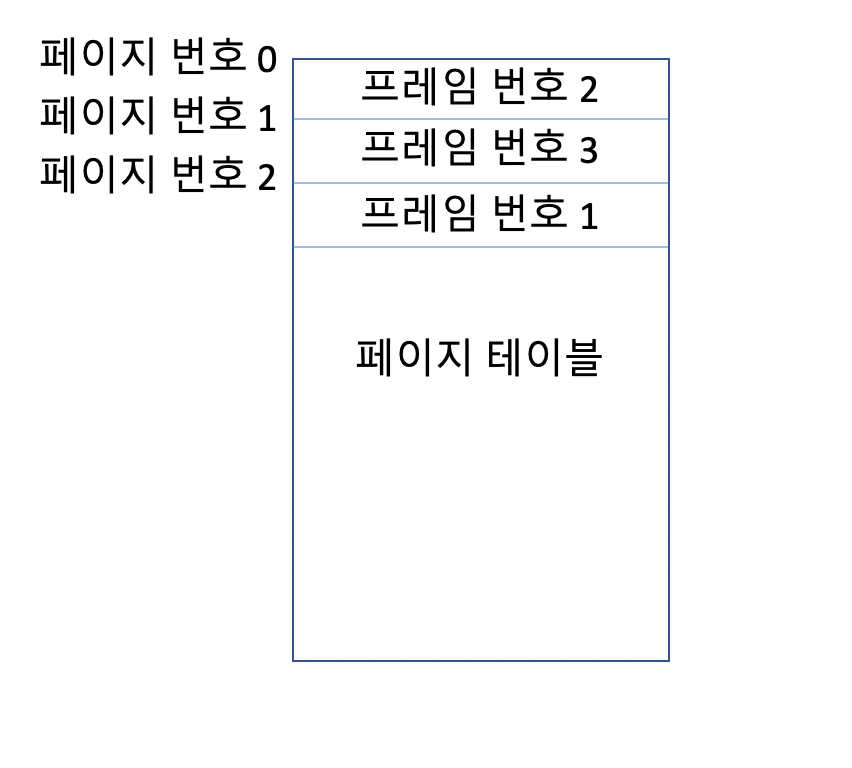 페이지 번호 0
페이지 번호 1
페이지 번호 2
프레임 번호 2
프레임 번호 3
프레임 번호 1
페이지 테이블